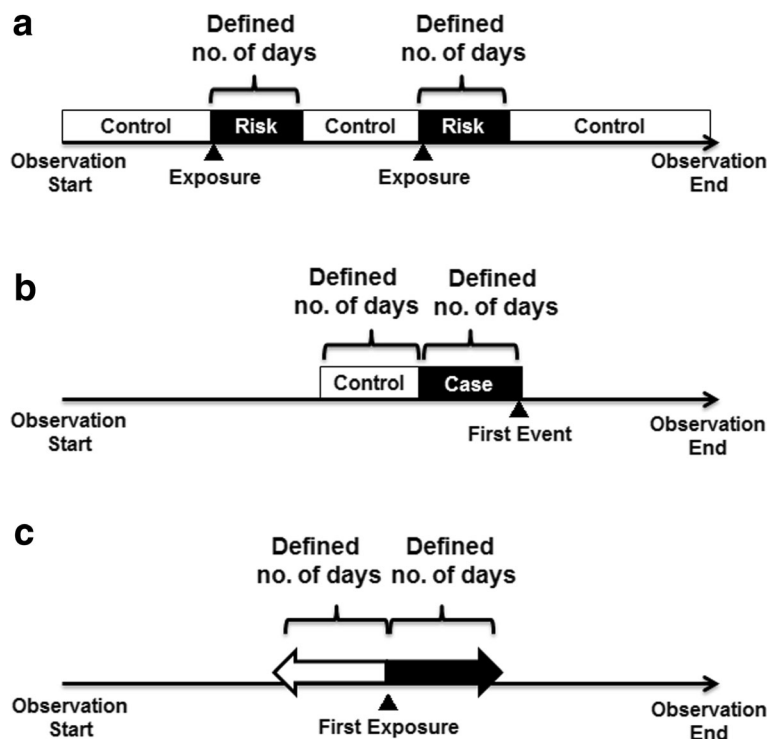 a
Defined
no. of days
Defined
no. of days
Control
Risk
Control
Risk
Control
Observation
Start
Exposure
Exposure
Observation
End
b
Defined
no. of days
Defined
no. of days
Control
Case
Observation
Start
First Event
Observation
End
c
Defined
no. of days
Defined
no. of days
Observation
Start
First Exposure
Observation
End